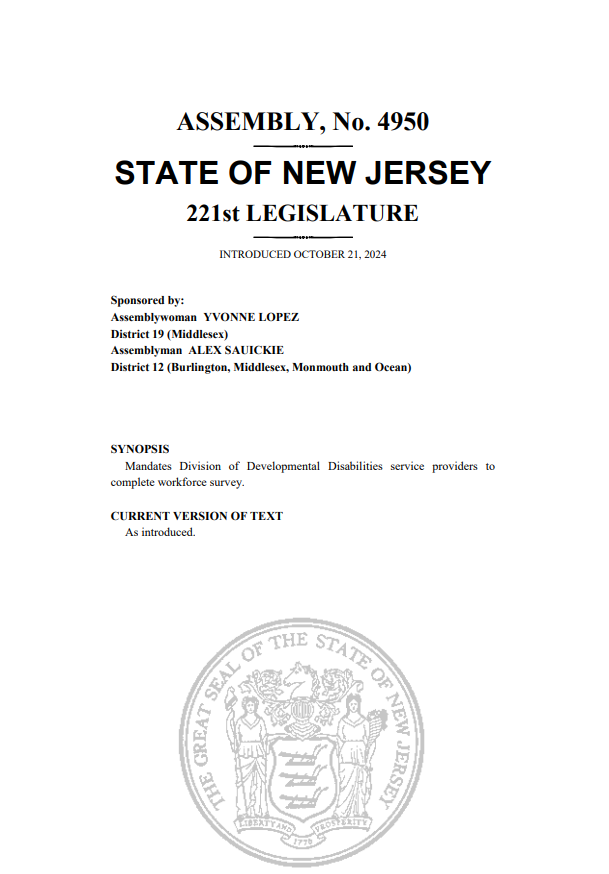 ASSEMBLY, No. 4950
STATE OF NEW JERSEY
221st LEGISLATURE
INTRODUCED OCTOBER 21, 2024
Sponsored by:
Assemblywoman YVONNE LOPEZ
District 19 (Middlesex)
Assemblyman ALEX SAUICKIE
District 12 (Burlington, Middlesex, Monmouth and Ocean)
SYNOPSIS
Mandates Division of Developmental Disabilities service providers to
complete workforce survey.
CURRENT VERSION OF TEXT
As introduced.
THE GREAT SEAL OF THE STATE OF NEW JERSEY
LIBERTY AND PROSPERITY
1776